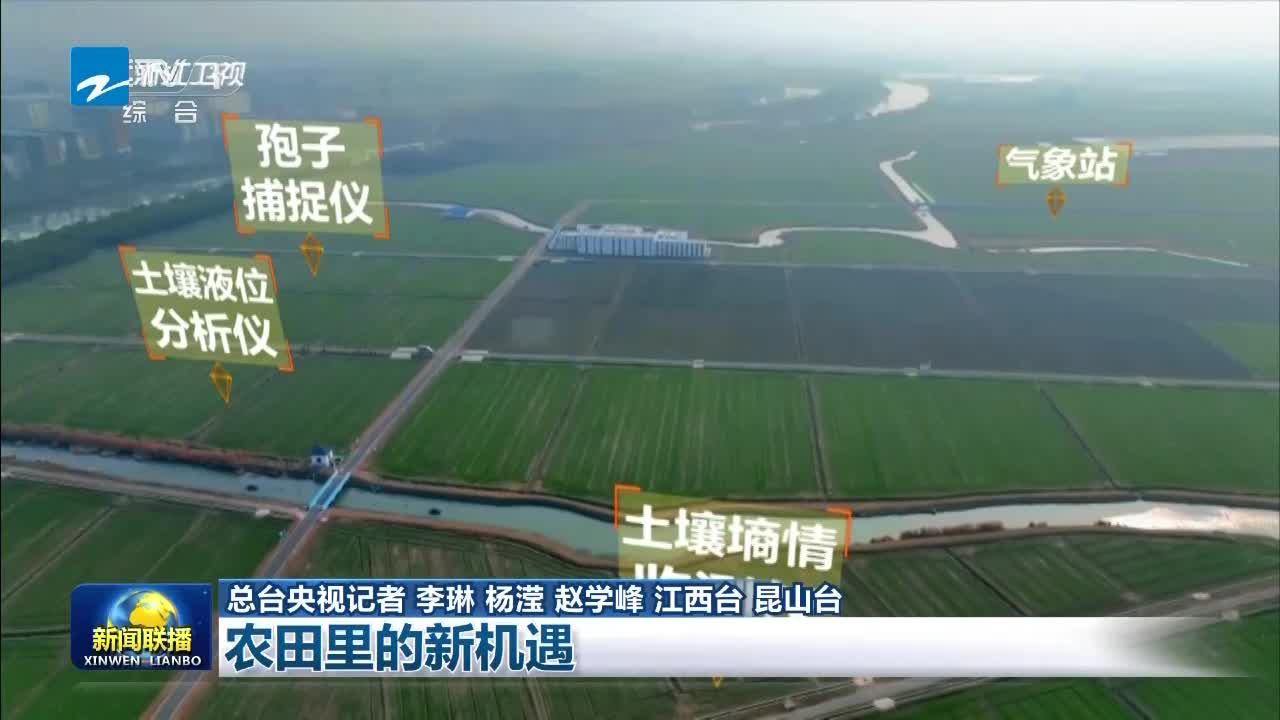 浙江卫视
综合
孢子
捕捉仪
气象站
土壤液位
分析仪
土壤墒情
总台央视记者 李琳 杨滢 赵学峰 江西台 昆山台
新闻联播
XINWEN LIANBO
农田里的新机遇